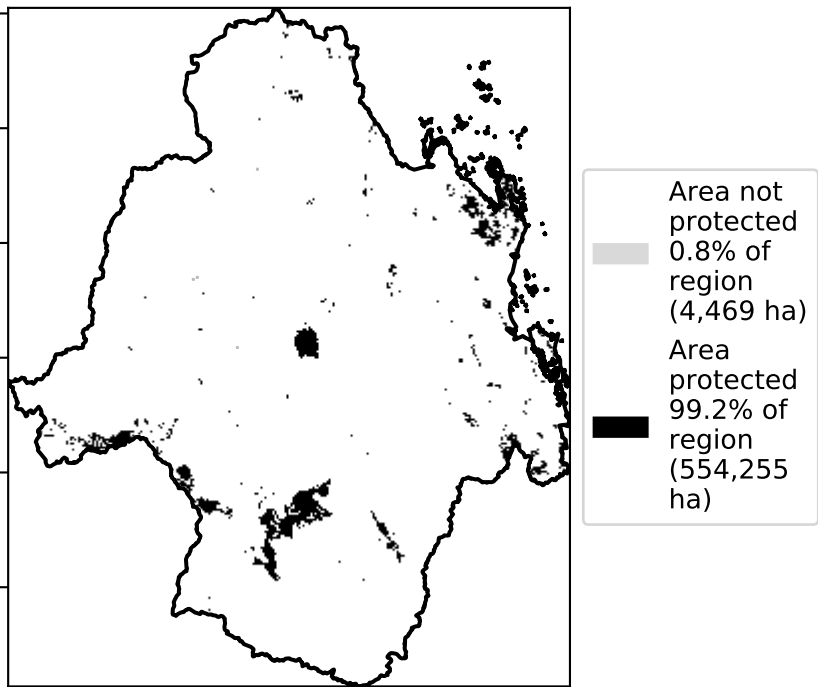 Area not
protected
0.8% of
region
(4,469 ha)
Area
protected
99.2% of
region
(554,255
ha)